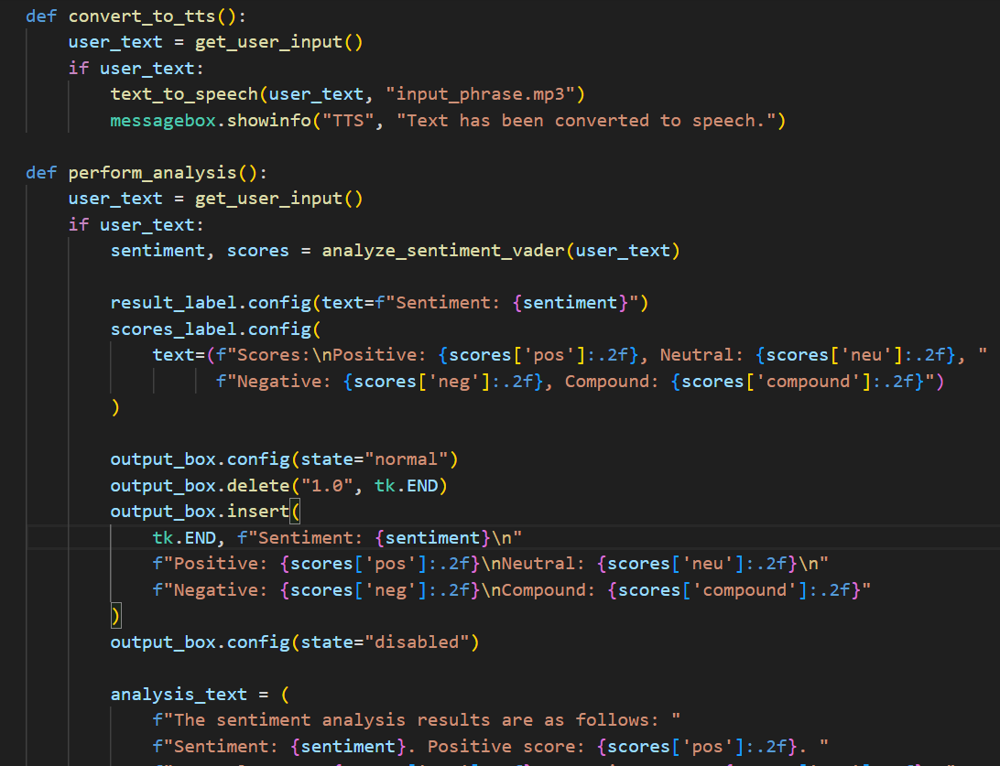 def convert_to_tts():
    user_text = get_user_input()
    if user_text:
        text_to_speech(user_text, "input_phrase.mp3")
        messagebox.showinfo("TTS", "Text has been converted to speech.")
def perform_analysis():
    user_text = get_user_input()
    if user_text:
        sentiment, scores = analyze_sentiment_vader(user_text)
        result_label.config(text=f"Sentiment: {sentiment}")
        scores_label.config(
            text=(f"Scores:\nPositive: {scores['pos']:.2f}, Neutral: {scores['neu']:.2f}, "
                  f"Negative: {scores['neg']:.2f}, Compound: {scores['compound']:.2f}")
        )
        output_box.config(state="normal")
        output_box.delete("1.0", tk.END)
        output_box.insert(
            tk.END, f"Sentiment: {sentiment}\n"
            f"Positive: {scores['pos']:.2f}\nNeutral: {scores['neu']:.2f}\n"
            f"Negative: {scores['neg']:.2f}\nCompound: {scores['compound']:.2f}"
        )
        output_box.config(state="disabled")
        analysis_text = (
            f"The sentiment analysis results are as follows: "
            f"Sentiment: {sentiment}. Positive score: {scores['pos']:.2f}. "